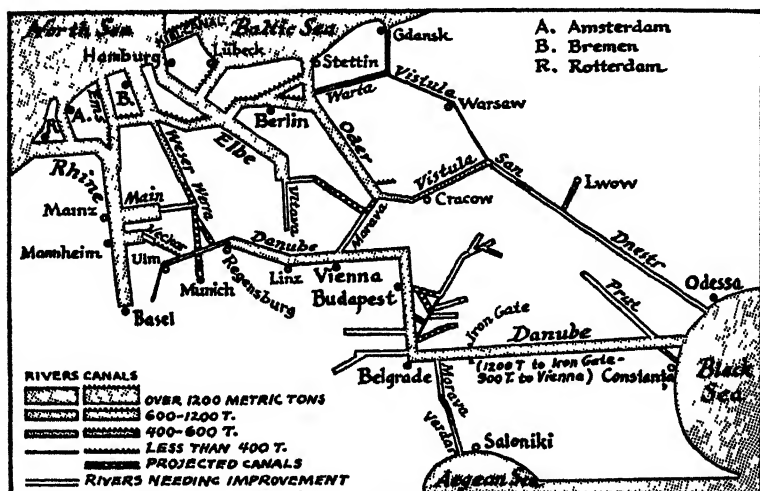 North Sea
KIEL CANAL
Baltic Sea
Gdansk
A. Amsterdam
B. Bremen
R. Rotterdam
Hamburg
Lübeck
Stettin
Warta
Vistula
Warsaw
Ems
B.
A.
R.
Berlin
Oder
Elbe
Weser
Werra
Rhine
Vistula
San
Lwow
Cracow
Main
Mainz
Vltava
Morava
Dnestr
Mannheim
Neckar
Danube
Ulm
Regensburg
Linz
Vienna
Munich
Budapest
Prut
Odessa
Basel
Iron Gate
Danube
Belgrade
(1200 T. to Iron Gate-
900 T. to Vienna)
Constanta
Black
Sea
Morava
Vardar
Saloniki
Aegean Sea
RIVERS CANALS
OVER 1200 METRIC TONS
600-1200 T.
400-600 T.
LESS THAN 400 T.
PROJECTED CANALS
RIVERS NEEDING IMPROVEMENT